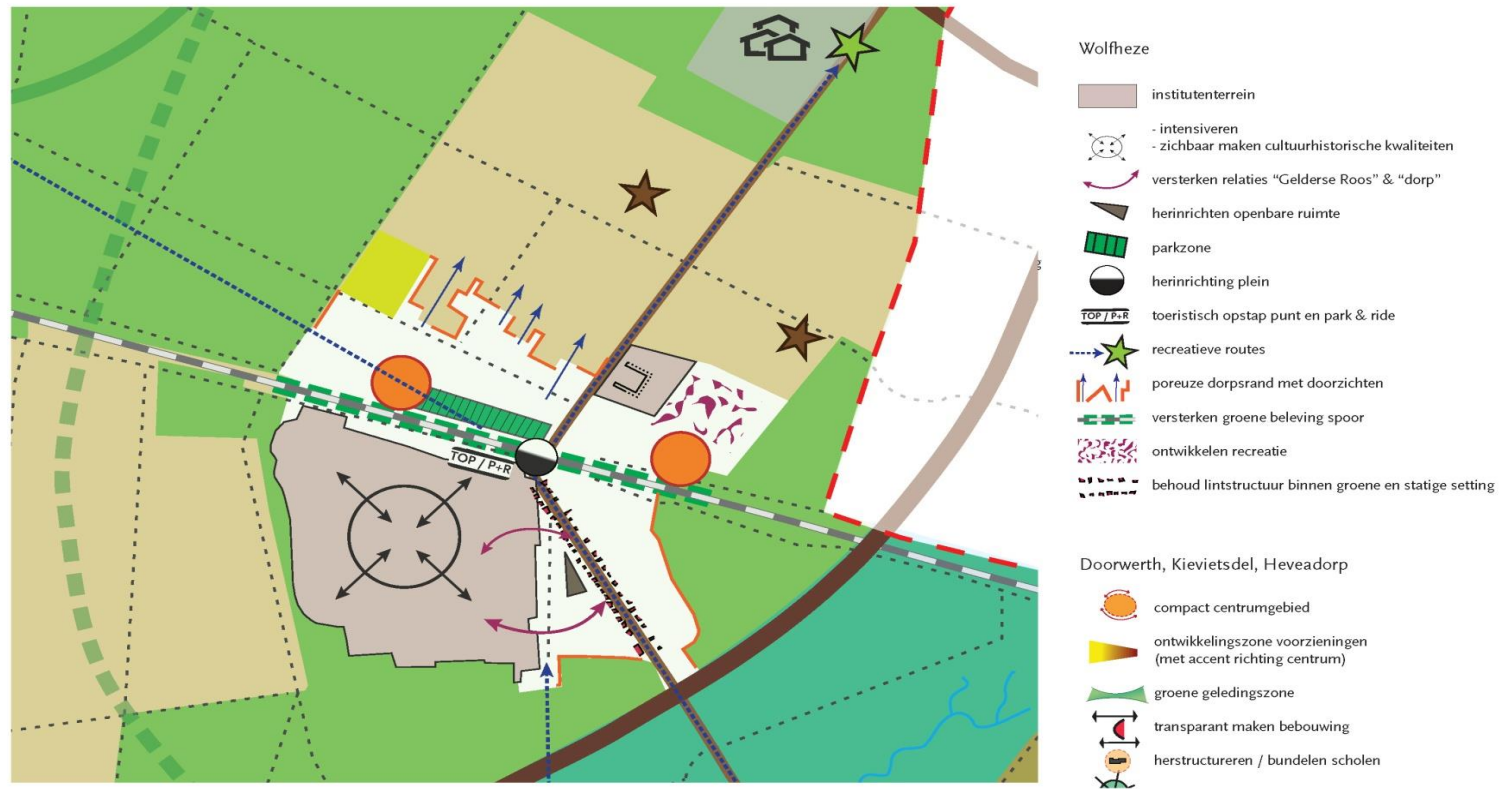 TOP / P+R
Wolfheze
institutenterrein
- intensiveren
- zichbaar maken cultuurhistorische kwaliteiten
versterken relaties “Gelderse Roos” & “dorp”
herinrichten openbare ruimte
parkzone
herinrichting plein
TOP / P+R
toeristisch opstap punt en park & ride
recreatieve routes
poreuze dorpsrand met doorzichten
versterken groene beleving spoor
ontwikkelen recreatie
behoud lintstructuur binnen groene en statige setting
Doorwerth, Kievietsdel, Heveadorp
compact centrumgebied
ontwikkelingszone voorzieningen
(met accent richting centrum)
groene geledingszone
transparant maken bebouwing
herstructureren / bundelen scholen